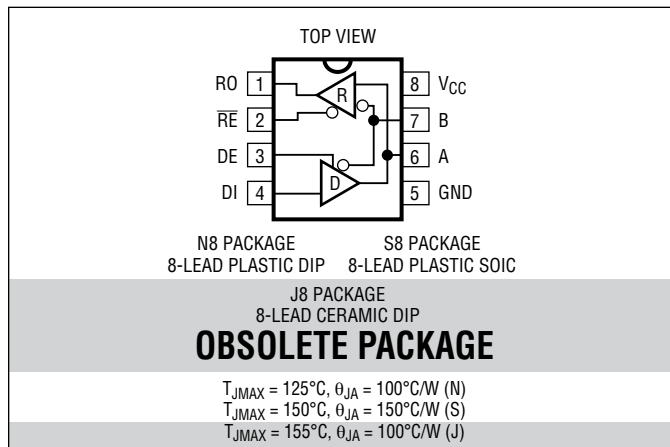 TOP VIEW
RO 1
8 VCC
R
RE 2
7 B
DE 3
6 A
D
DI 4
5 GND
N8 PACKAGE
8-LEAD PLASTIC DIP
S8 PACKAGE
8-LEAD PLASTIC SOIC
J8 PACKAGE
8-LEAD CERAMIC DIP
OBSOLETE PACKAGE
TJMAX = 125°C, θJA = 100°C/W (N)
TJMAX = 150°C, θJA = 150°C/W (S)
TJMAX = 155°C, θJA = 100°C/W (J)